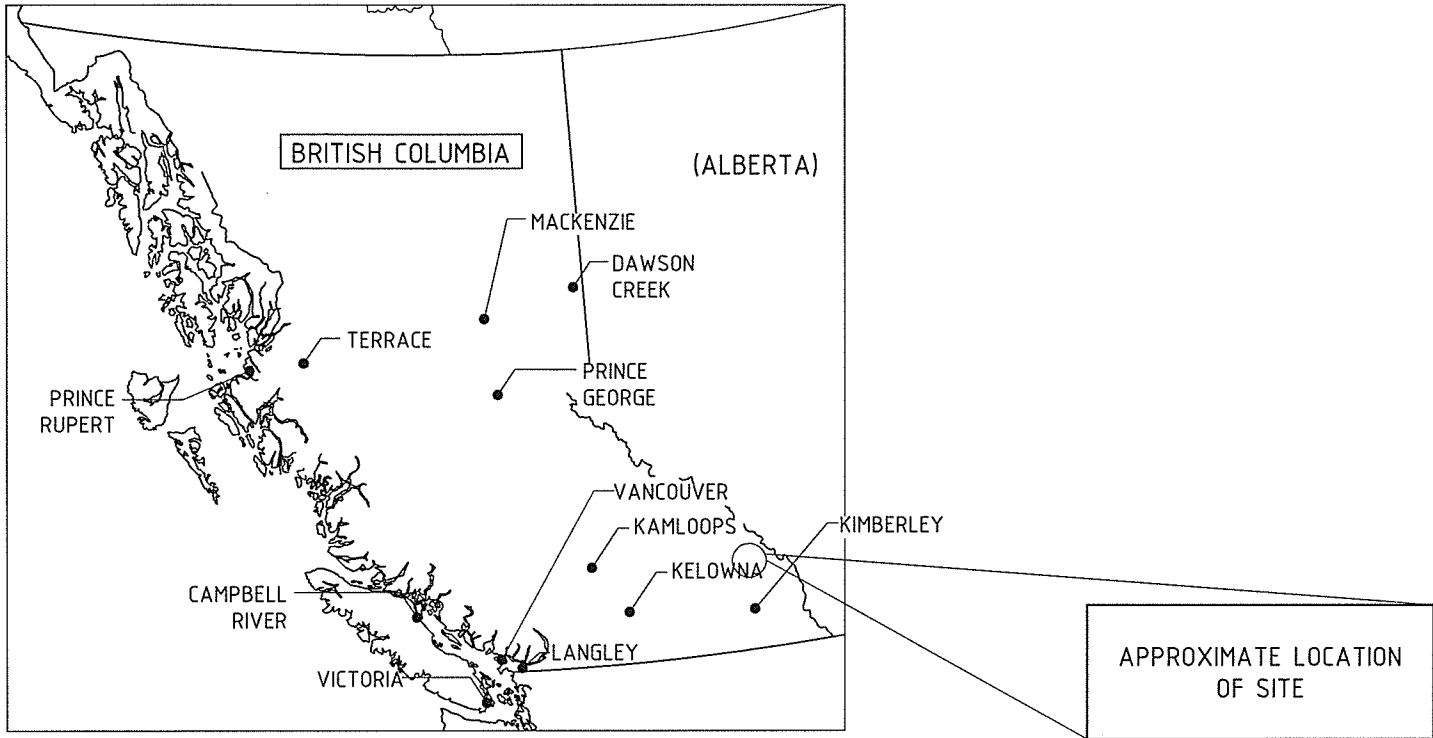 BRITISH COLUMBIA
(ALBERTA)
MACKENZIE
DAWSON
CREEK
TERRACE
PRINCE
GEORGE
PRINCE
RUPERT
VANCOUVER
KAMLOOPS
KIMBERLEY
KELOWNA
CAMPBELL
RIVER
LANGLEY
VICTORIA
APPROXIMATE LOCATION
OF SITE